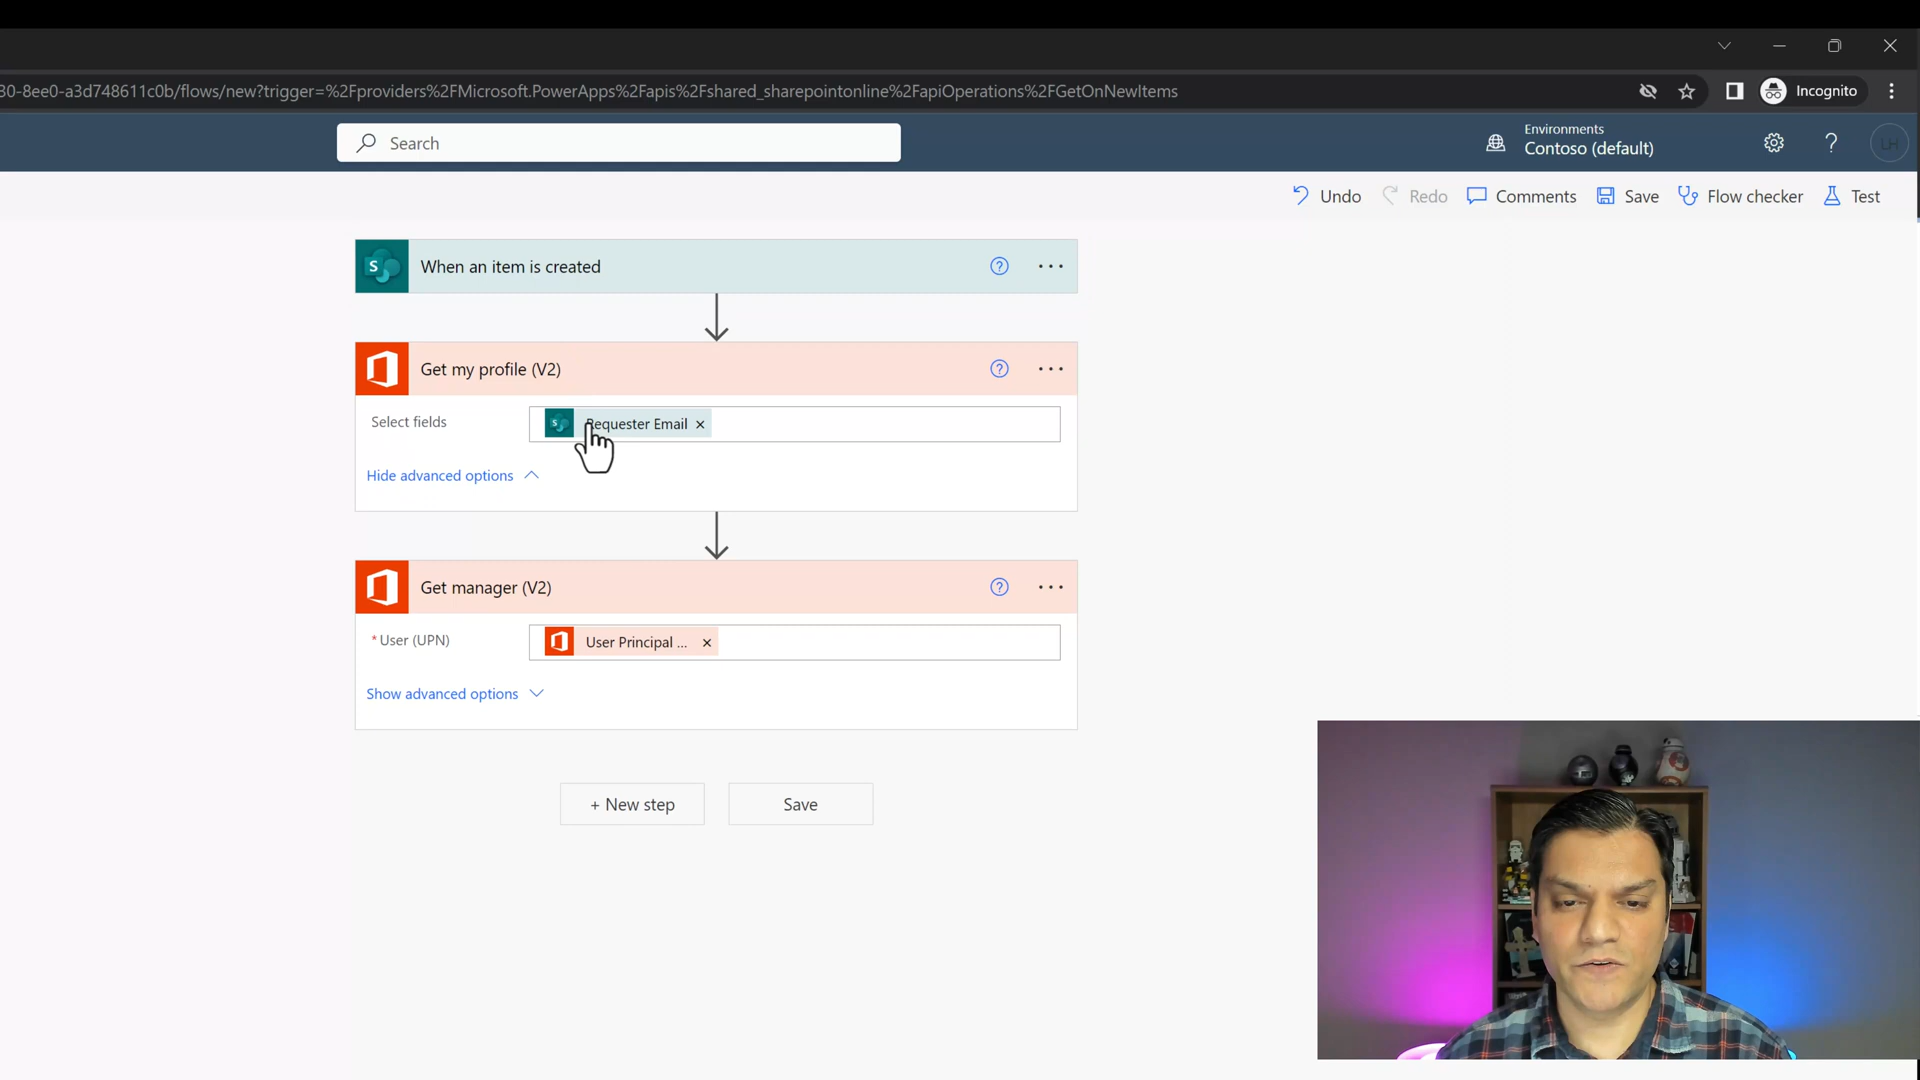 30-8ee0-a3d748611c0b/flows/new?trigger=%2Fproviders%2FMicrosoft.PowerApps%2Fapis%2Fshared_sharepointonline%2FapiOperations%2FGetOnNewItems
Incognito
Search
Environments
Contoso (default)
LH
Undo
Redo
Comments
Save
Flow checker
Test
When an item is created
Get my profile (V2)
Select fields
Requester Email
Hide advanced options
Get manager (V2)
* User (UPN)
User Principal ...
Show advanced options
+ New step
Save